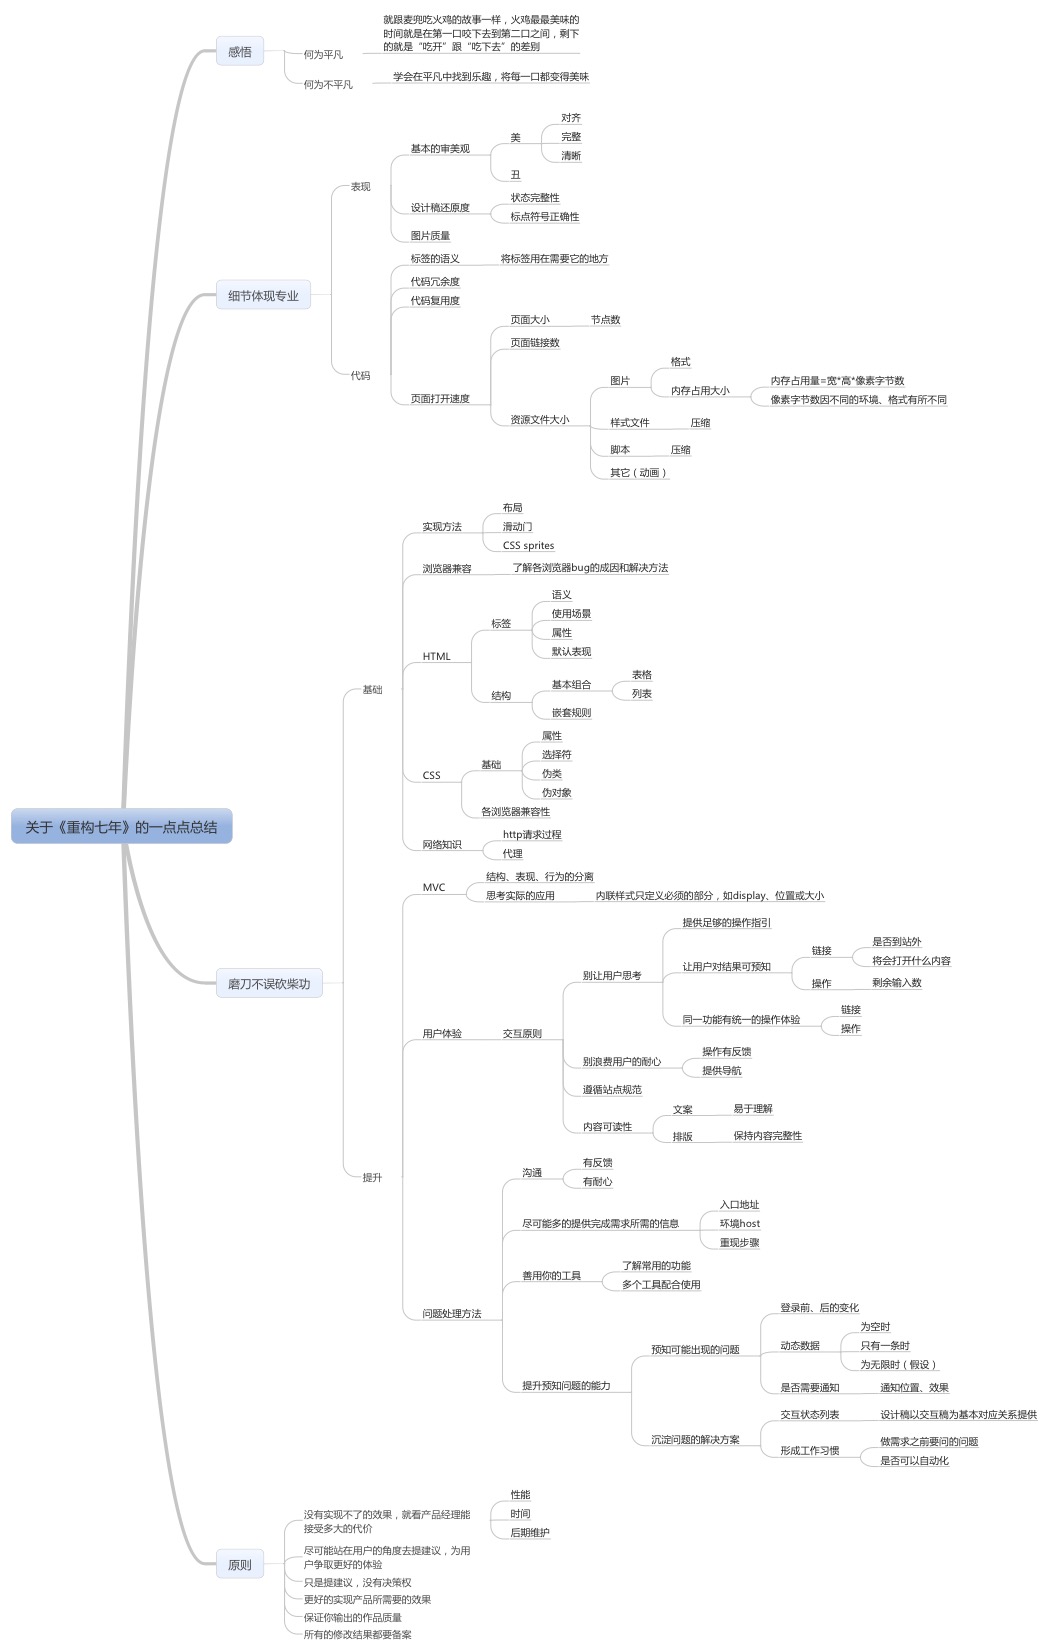 关于《重构七年》的一点点总结
感悟
何为平凡
就跟麦兜吃火鸡的故事一样，火鸡最最美味的
时间就是在第一口咬下去到第二口之间，剩下
的就是“吃开”跟“吃下去”的差别
何为不平凡
学会在平凡中找到乐趣，将每一口都变得美味
细节体现专业
表现
基本的审美观
美
对齐
完整
清晰
丑
设计稿还原度
状态完整性
标点符号正确性
图片质量
代码
标签的语义
将标签用在需要它的地方
代码冗余度
代码复用度
页面打开速度
页面大小
节点数
页面链接数
资源文件大小
图片
格式
内存占用大小
内存占用量=宽*高*像素字节数
像素字节数因不同的环境、格式有所不同
样式文件
压缩
脚本
压缩
其它（动画）
磨刀不误砍柴功
基础
实现方法
布局
滑动门
CSS sprites
浏览器兼容
了解各浏览器bug的成因和解决方法
HTML
标签
语义
使用场景
属性
默认表现
结构
基本组合
表格
列表
嵌套规则
CSS
基础
属性
选择符
伪类
伪对象
各浏览器兼容性
网络知识
http请求过程
代理
提升
MVC
结构、表现、行为的分离
思考实际的应用
内联样式只定义必须的部分，如display、位置或大小
用户体验
交互原则
别让用户思考
提供足够的操作指引
让用户对结果可预知
链接
是否到站外
将会打开什么内容
操作
剩余输入数
同一功能有统一的操作体验
链接
操作
别浪费用户的耐心
操作有反馈
提供导航
遵循站点规范
内容可读性
文案
易于理解
排版
保持内容完整性
问题处理方法
沟通
有反馈
有耐心
尽可能多的提供完成需求所需的信息
入口地址
环境host
重现步骤
善用你的工具
了解常用的功能
多个工具配合使用
提升预知问题的能力
预知可能出现的问题
登录前、后的变化
动态数据
为空时
只有一条时
为无限时（假设）
是否需要通知
通知位置、效果
沉淀问题的解决方案
交互状态列表
设计稿以交互稿为基本对应关系提供
形成工作习惯
做需求之前要问的问题
是否可以自动化
原则
没有实现不了的效果，就看产品经理能
接受多大的代价
性能
时间
后期维护
尽可能站在用户的角度去提建议，为用
户争取更好的体验
只是提建议，没有决策权
更好的实现产品所需要的效果
保证你输出的作品质量
所有的修改结果都要备案